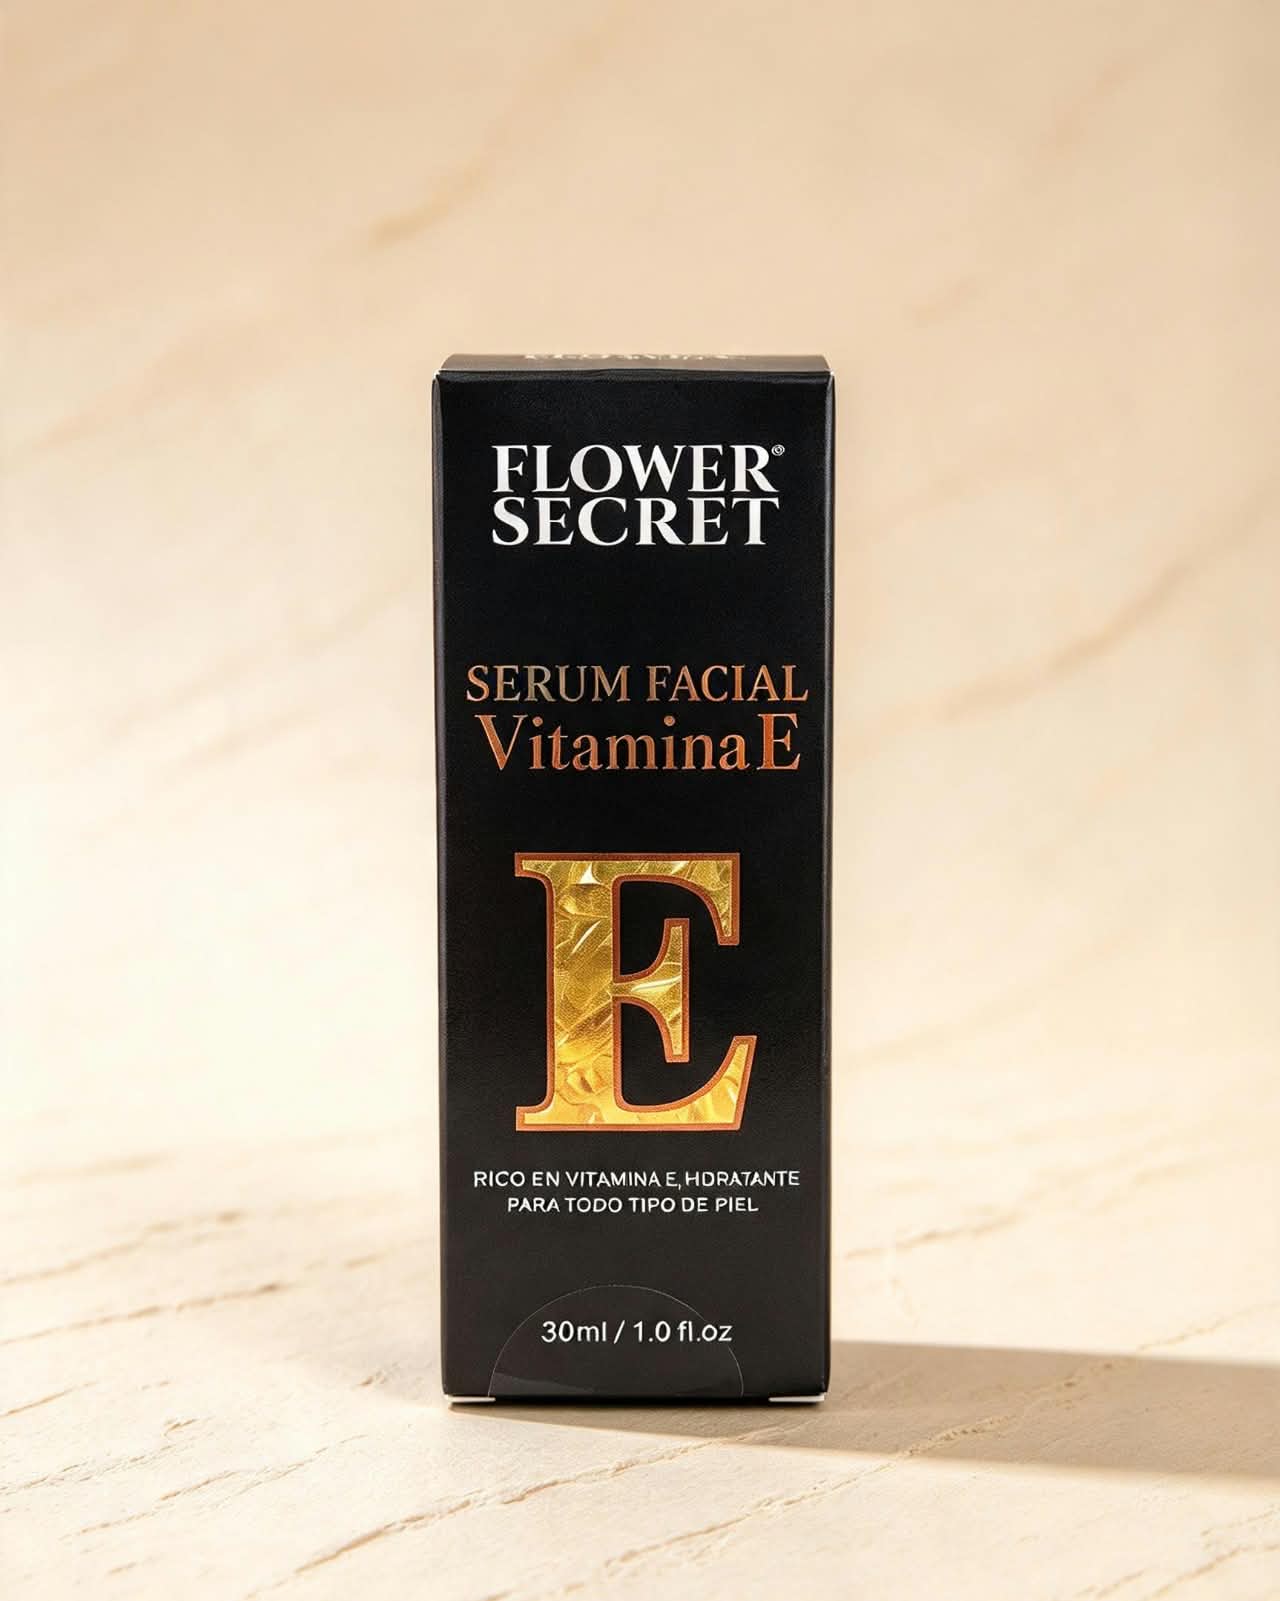 FLOWER®
SECRET
SERUM FACIAL
Vitamina E
E
RICO EN VITAMINA E, HDRATANTE
PARA TODO TIPO DE PIEL
30ml / 1.0 fl.oz